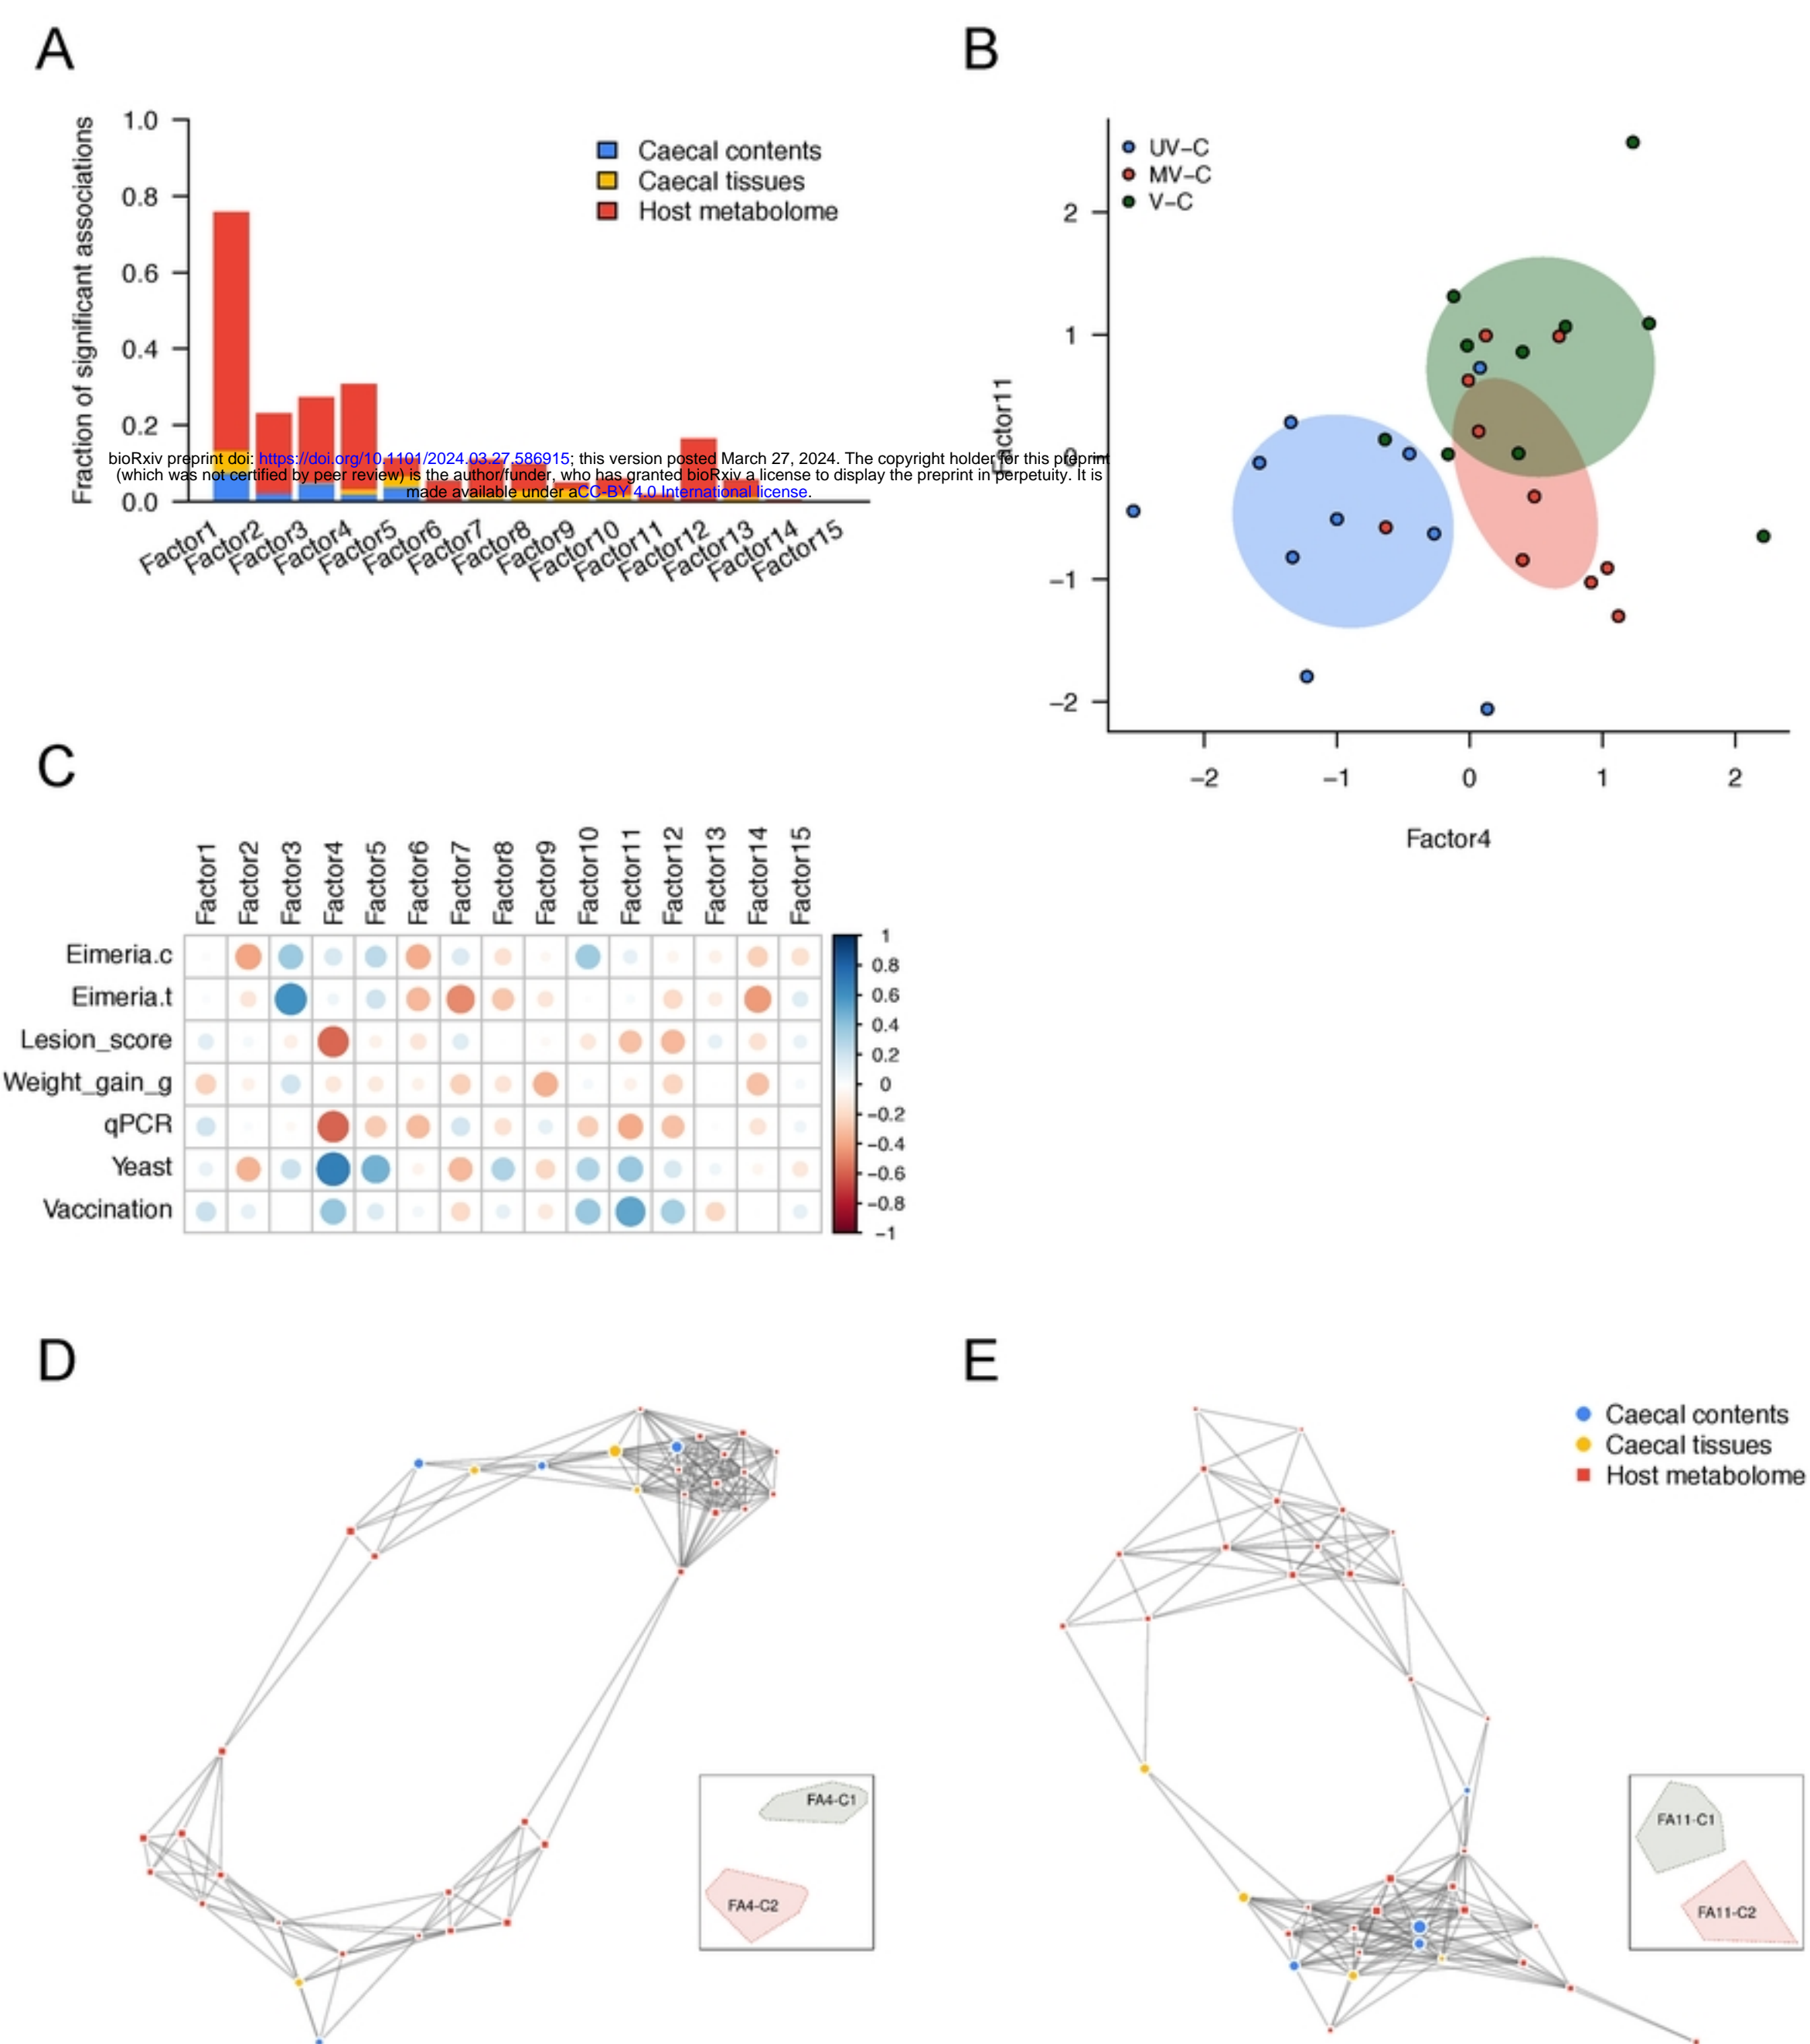 A
B
Fraction of significant associations
1.0
0.8
0.6
0.4
0.2
0.0
Caecal contents
Caecal tissues
Host metabolome
bioRxiv preprint doi: https://doi.org/10.1101/2024.03.27.586915; this version posted March 27, 2024. The copyright holder for this preprint
(which was not certified by peer review) is the author/funder, who has granted bioRxiv a license to display the preprint in perpetuity. It is
made available under aCC-BY 4.0 International license.
Factor1
Factor2
Factor3
Factor4
Factor5
Factor6
Factor7
Factor8
Factor9
Factor10
Factor11
Factor12
Factor13
Factor14
Factor15
UV−C
MV−C
V−C
Factor11
2
1
0
−1
−2
−2
−1
0
1
2
Factor4
C
Factor1
Factor2
Factor3
Factor4
Factor5
Factor6
Factor7
Factor8
Factor9
Factor10
Factor11
Factor12
Factor13
Factor14
Factor15
Eimeria.c
Eimeria.t
Lesion_score
Weight_gain_g
qPCR
Yeast
Vaccination
1
0.8
0.6
0.4
0.2
0
−0.2
−0.4
−0.6
−0.8
−1
D
FA4-C1
FA4-C2
E
Caecal contents
Caecal tissues
Host metabolome
FA11-C1
FA11-C2